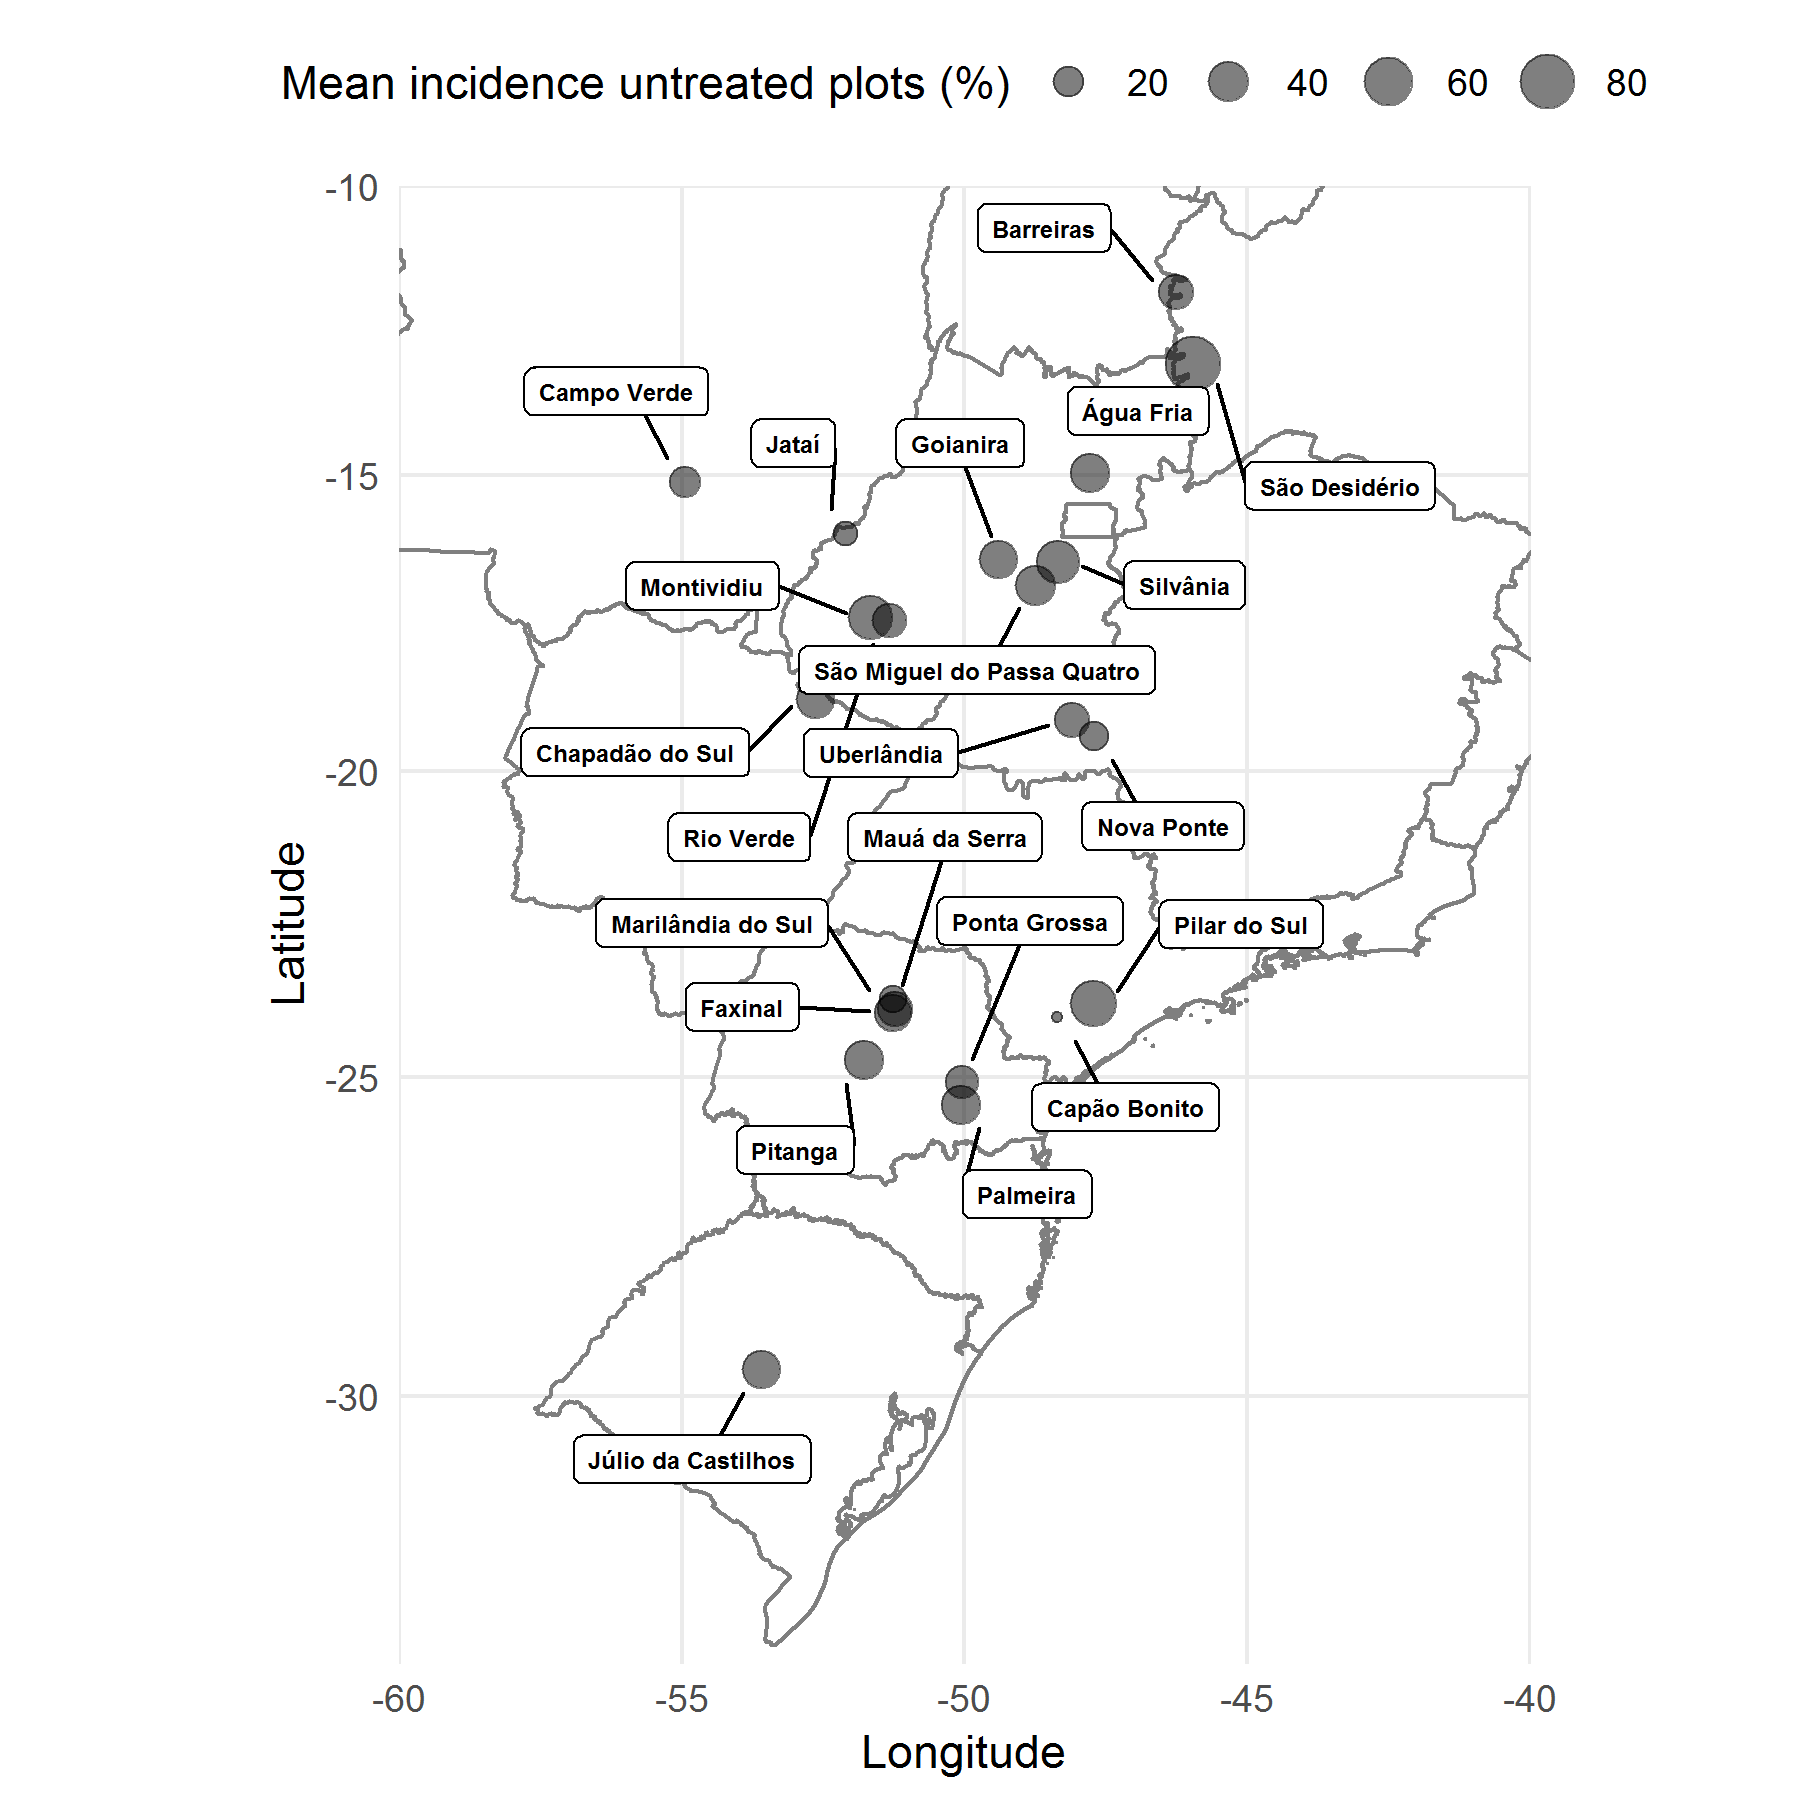 Mean incidence untreated plots (%) 20 40 60 80
-10
Barreiras
Campo Verde
Água Fria
Jataí
Goianira
-15
São Desidério
Montividiu
Silvânia
São Miguel do Passa Quatro
Chapadão do Sul
Uberlândia
-20
Nova Ponte
Rio Verde
Mauá da Serra
Marilândia do Sul
Ponta Grossa
Pilar do Sul
Latitude
Faxinal
-25
Capão Bonito
Pitanga
Palmeira
-30
Júlio da Castilhos
-60 -55 -50 -45 -40
Longitude